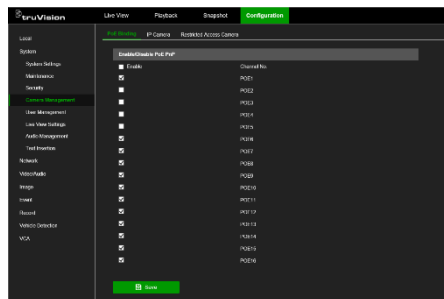 truVision Live View Playback Snapshot Configuration
PoE Binding IP Camera Restricted Access Camera
Local
System
System Settings
Maintenance
Security
Camera Management
User Management
Live View Settings
Audio Management
Text Insertion
Network
Video/Audio
Image
Event
Record
Vehicle Detection
VCA
Enable/Disable PoE PnP
Enable Channel No.
POE1
POE2
POE3
POE4
POE5
POE6
POE7
POE8
POE9
POE10
POE11
POE12
POE13
POE14
POE15
POE16
Save